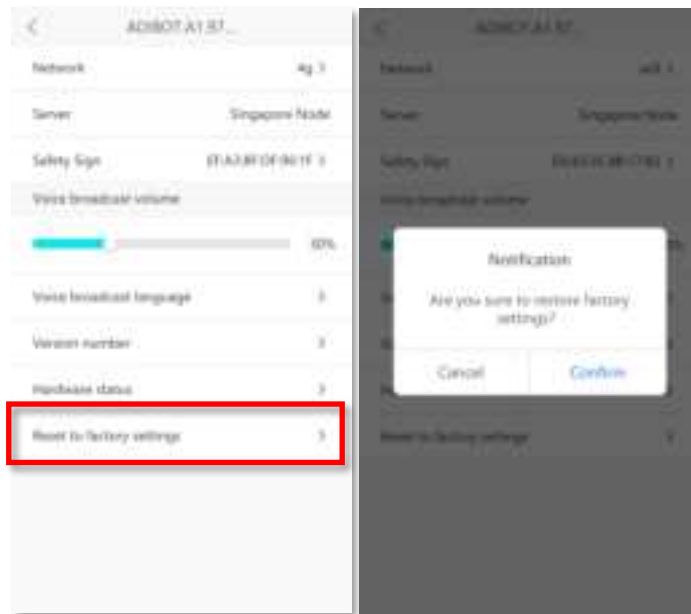 Network 4g
Server Singapore Node
Safety Sign
Voice broadcast volume
60%
Voice broadcast language
Version number
Hardware status
Reset to factory settings
Network wifi
Server Singapore Node
Safety Sign
Voice broadcast volume
Notification
Are you sure to restore factory
settings?
Cancel Confirm
Reset to factory settings